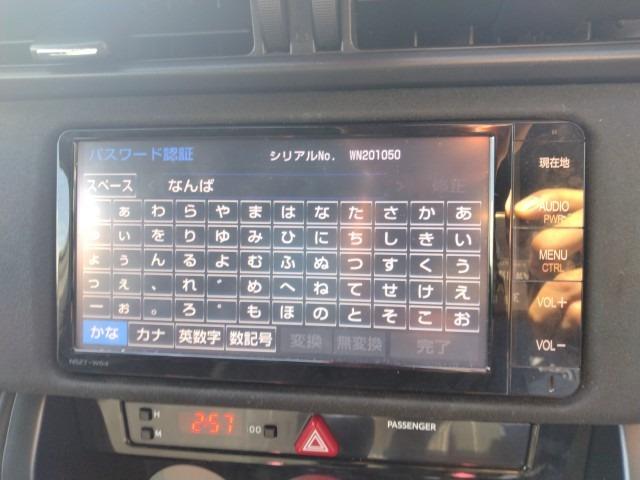 パスワード認証 シリアルNo. WN201050 現在地
スペース < なんば > 修正
ぁ わ ら や ま は な た さ か あ AUDIO
PWR
ぃ を り ゆ み ひ に ち し き い MENU
CTRL
ょ ぅ ん る よ む ふ ぬ つ す く う
っ ぇ 、 れ ゛ め へ ね て せ け え VOL+
ー ぉ 。 ろ ゜ も ほ の と そ こ お
かな カナ 英数字 数記号 変換 無変換 完了 VOL-
NSZT-W64
H 2:57 :00 PASSENGER
M